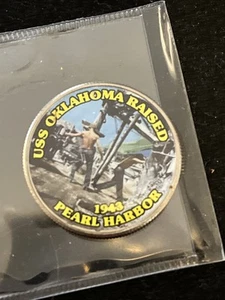 USS OKLAHOMA RAISED
1943
PEARL HARBOR